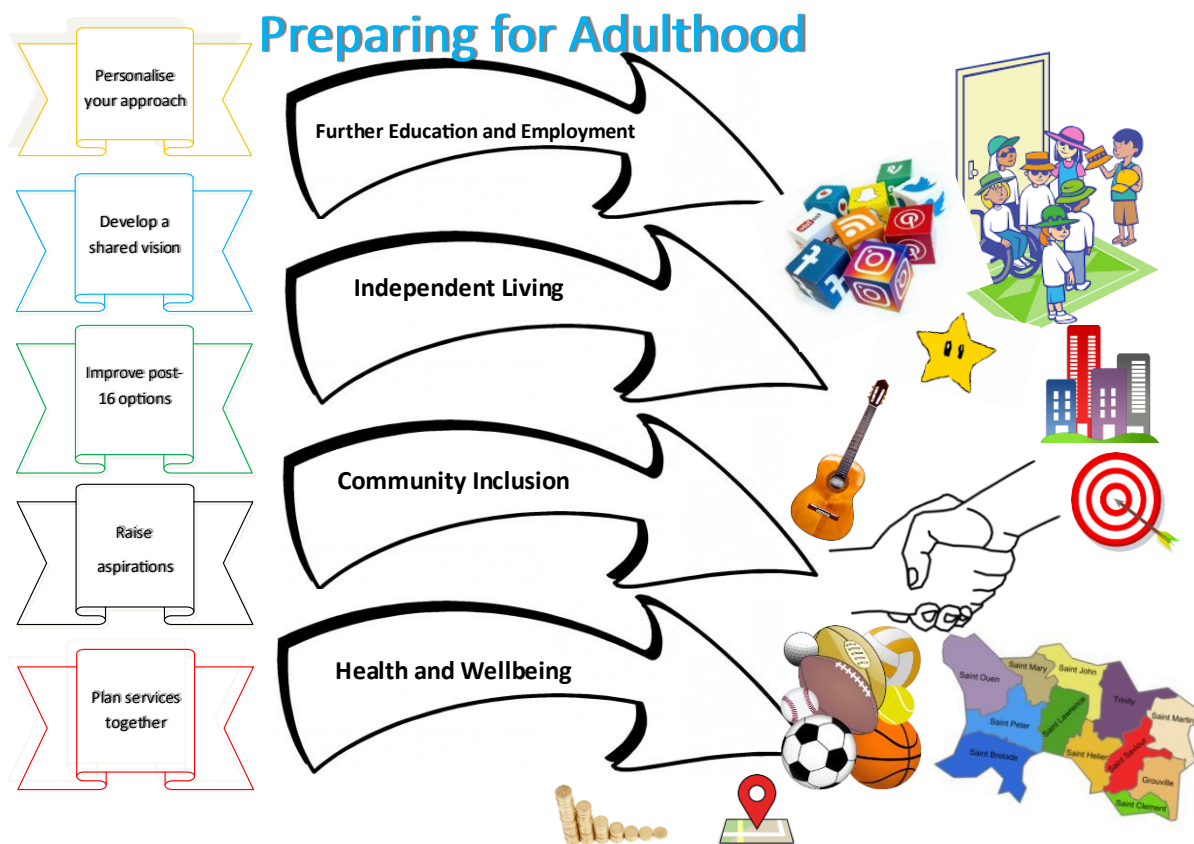 Preparing for Adulthood
Personalise
your approach
Develop a
shared vision
Improve post-
16 options
Raise
aspirations
Plan services
together
Further Education and Employment
Independent Living
Community Inclusion
Health and Wellbeing
Saint Ouen
Saint Mary
Saint John
Trinity
Saint Martin
Saint Peter
Saint Lawrence
Saint Helier
Saint Saviour
Saint Brelade
Grouville
Saint Clement